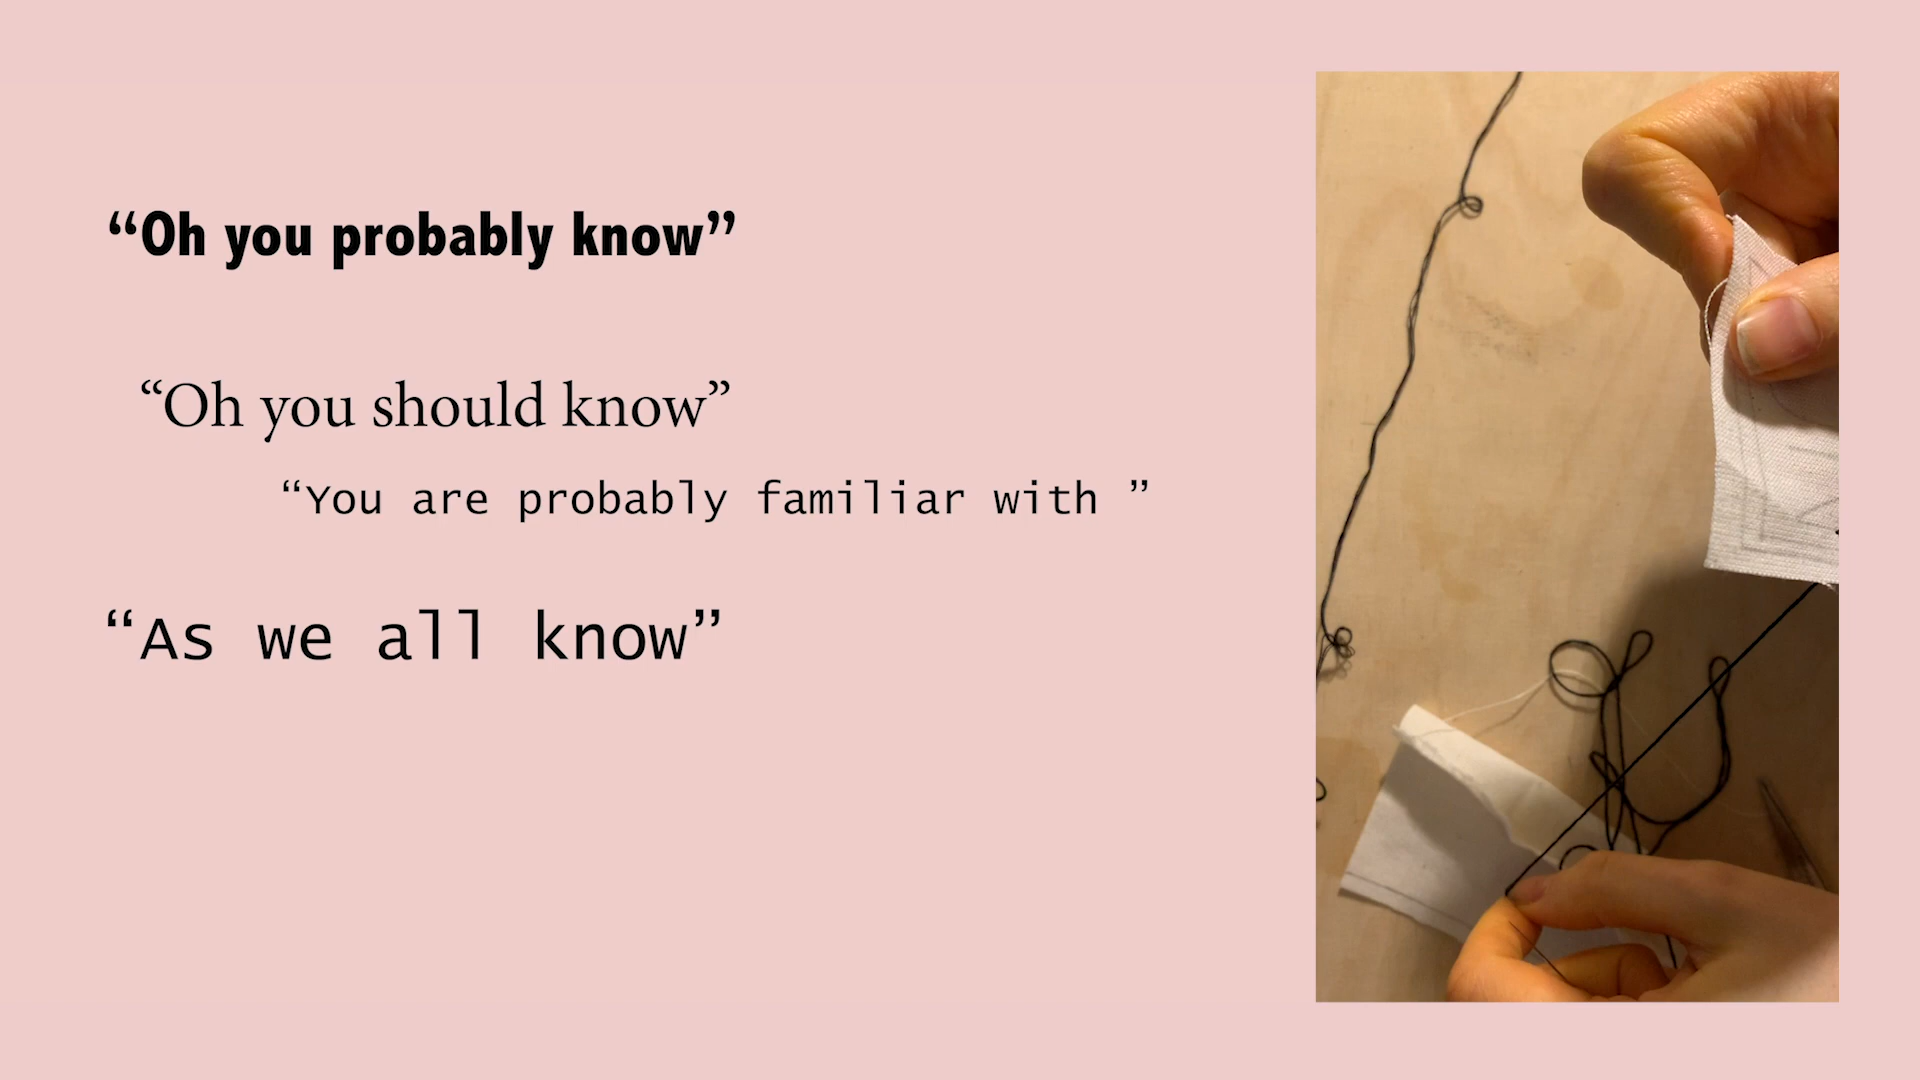 “Oh you probably know”
“Oh you should know”
“You are probably familiar with ”
“As we all know”